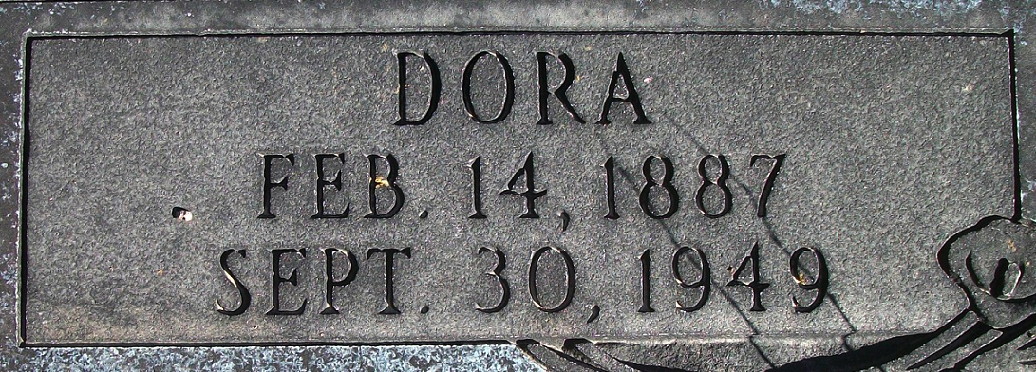 DORA
FEB. 14, 1887
SEPT. 30, 1949